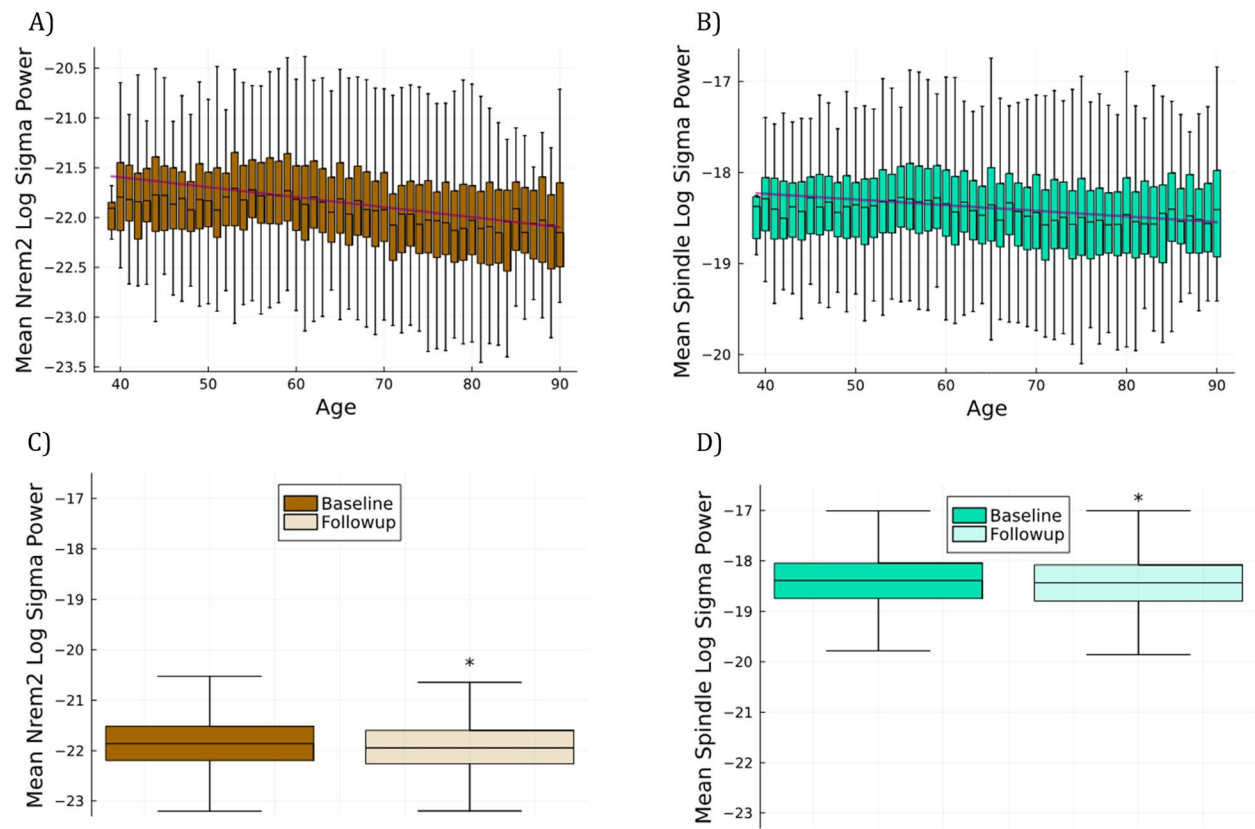 A)
Mean Nrem2 Log Sigma Power
−20.5
−21.0
−21.5
−22.0
−22.5
−23.0
−23.5
40 50 60 70 80 90
Age
B)
Mean Spindle Log Sigma Power
−17
−18
−19
−20
40 50 60 70 80 90
Age
C)
Mean Nrem2 Log Sigma Power
−17
−18
−19
−20
−21
−22
−23
Baseline
Followup
*
D)
Mean Spindle Log Sigma Power
−17
−18
−19
−20
−21
−22
−23
Baseline
Followup
*